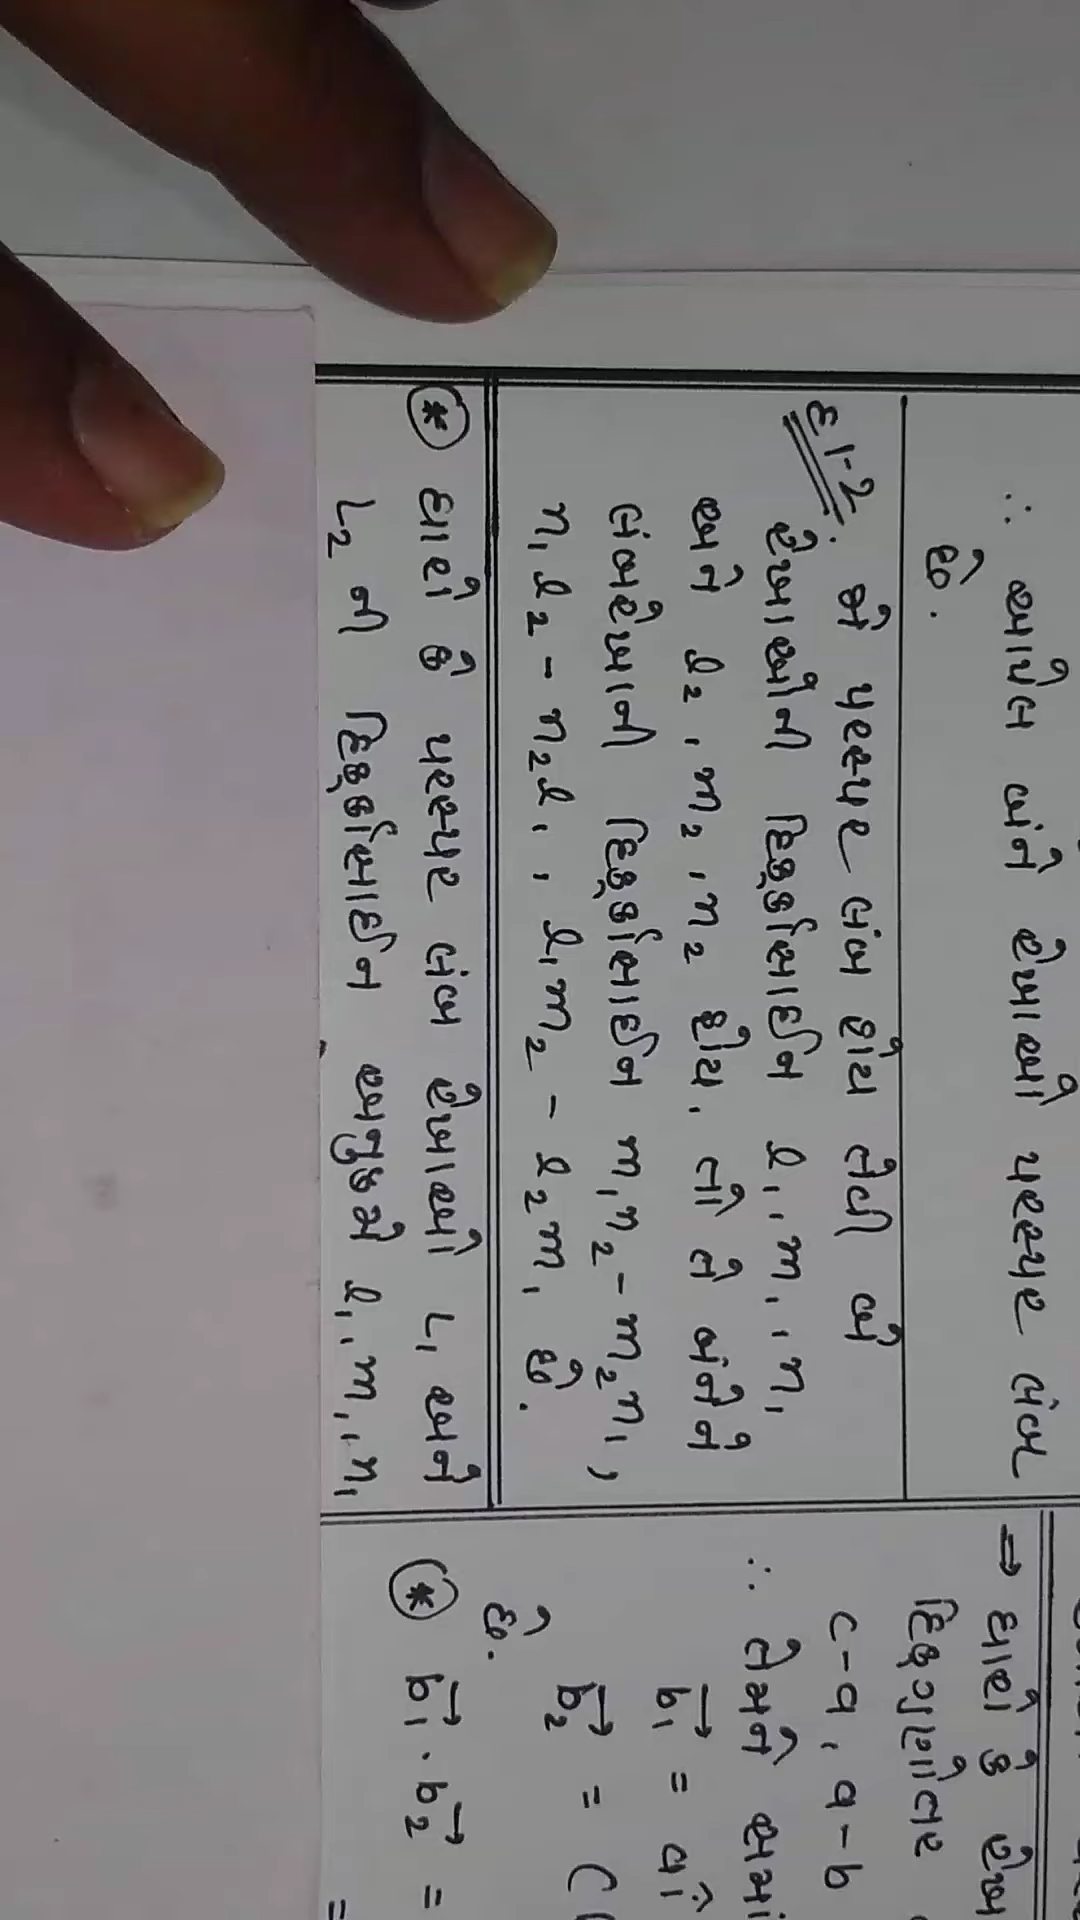 ∴ આપેલ બંને રેખાઓ પરસ્પર લંબ
છે.
દા-2. જો પરસ્પર લંબ હોય તેવી બે
રેખાઓની દિક્કોસાઈન l₁, m₁, n₁
અને l₂, m₂, n₂ હોય, તો તે બંનેને
લંબરેખાની દિક્કોસાઈન m₁n₂ - m₂n₁,
n₁l₂ - n₂l₁, l₁m₂ - l₂m₁ છે.
* ધારો કે પરસ્પર લંબ રેખાઓ L₁ અને
L₂ ની દિક્કોસાઈન અનુક્રમે l₁, m₁, n₁
⇒ ધારો કે રેખા
દિક્ગુણોત્તર
c-a, a-b
∴ તેમને સમાં
b₁⃗ =
b₂⃗ = (
છે.
* b₁⃗ · b₂⃗ =
=